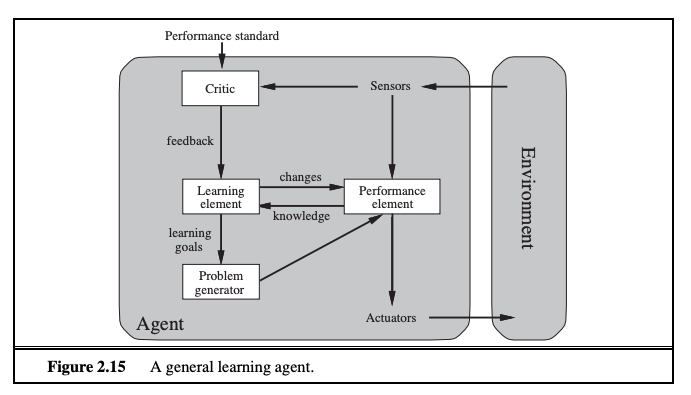 Performance standard
Critic
Sensors
feedback
changes
Learning
element
Performance
element
knowledge
learning
goals
Problem
generator
Agent
Actuators
Environment
Figure 2.15 A general learning agent.